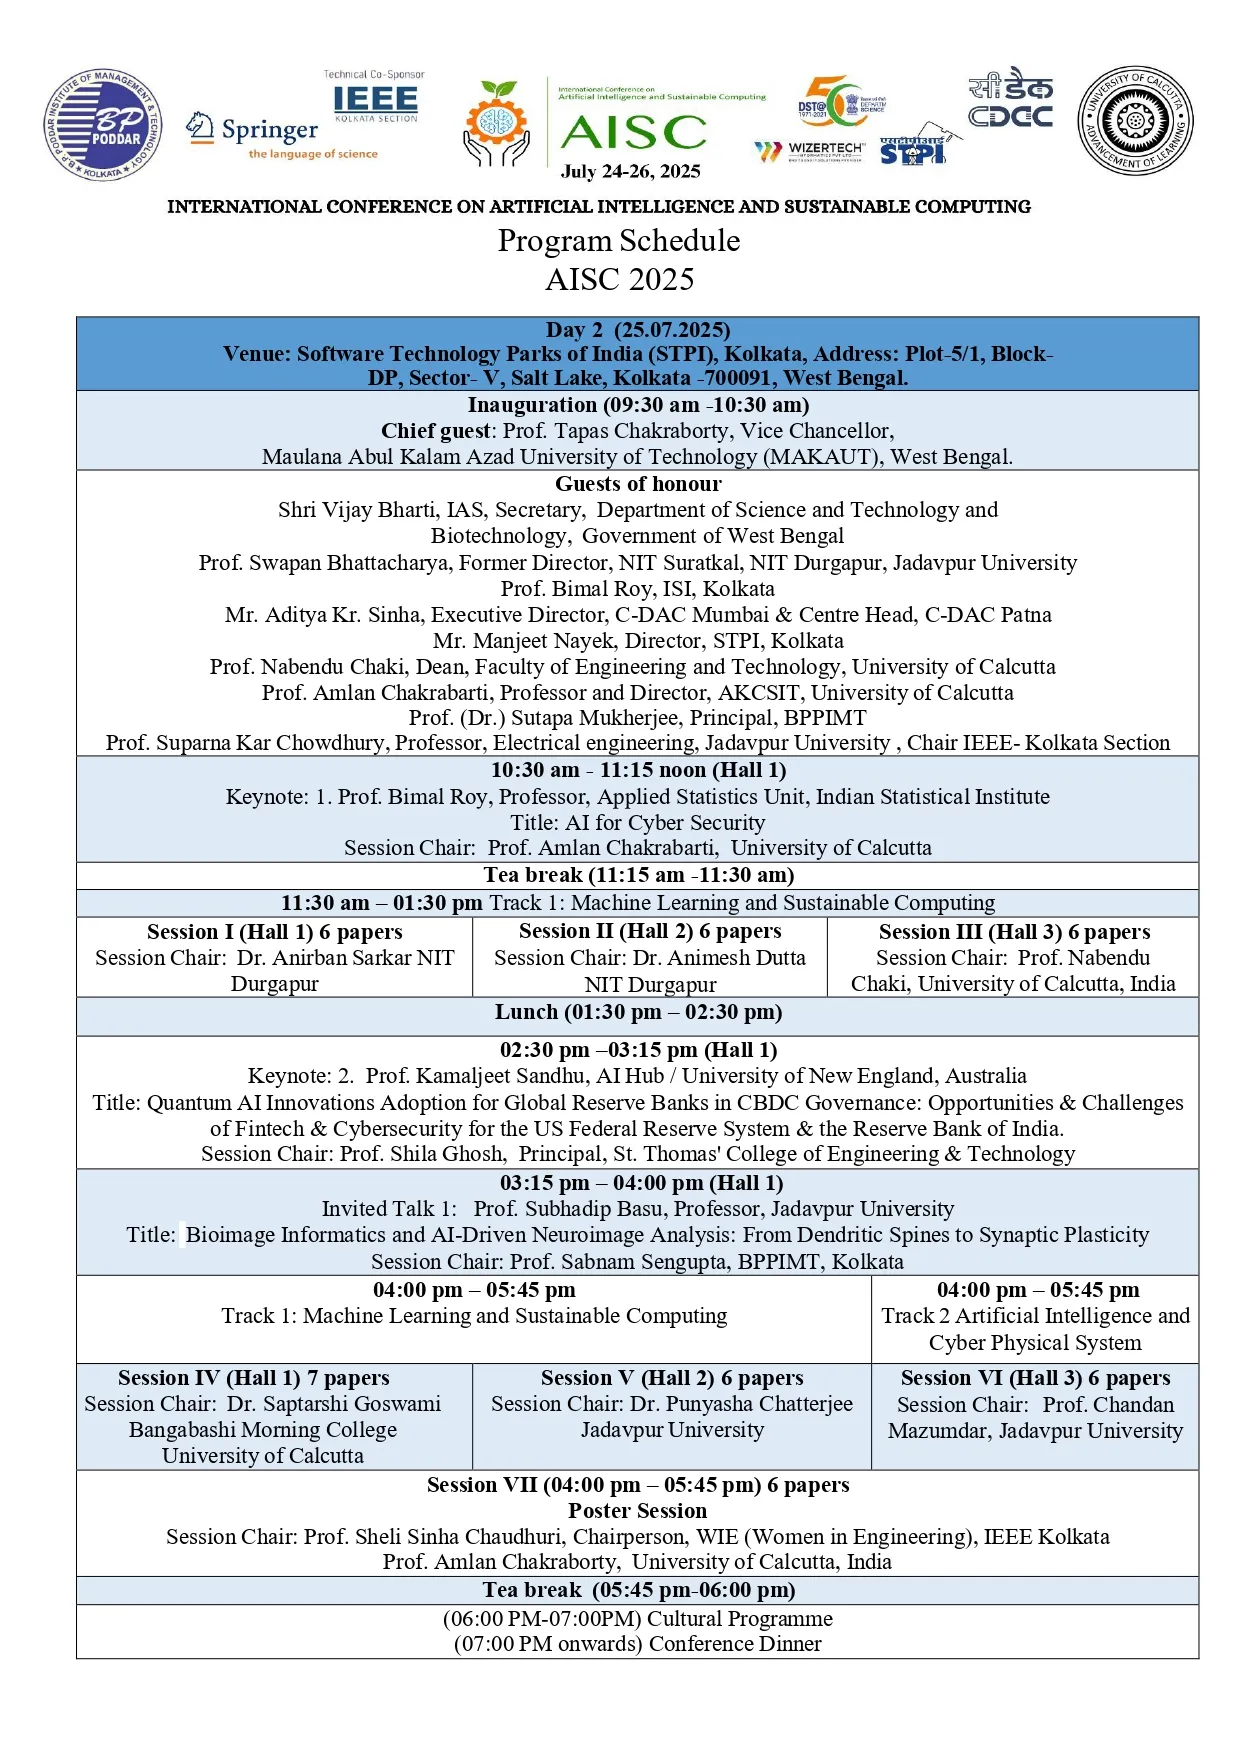 B.P. PODDAR INSTITUTE OF MANAGEMENT & TECHNOLOGY
KOLKATA
BP
PODDAR
Springer
the language of science
Technical Co-Sponsor
IEEE
KOLKATA SECTION
International Conference on
Artificial Intelligence and Sustainable Computing
AISC
July 24-26, 2025
DST@
1971-2021
50
WIZERTECH
INFORMATICS PVT LTD
एसटीपीआई
STPI
सी डैक
CDAC
UNIVERSITY OF CALCUTTA
ADVANCEMENT OF LEARNING
INTERNATIONAL CONFERENCE ON ARTIFICIAL INTELLIGENCE AND SUSTAINABLE COMPUTING
Program Schedule
AISC 2025
Day 2 (25.07.2025)
Venue: Software Technology Parks of India (STPI), Kolkata, Address: Plot-5/1, Block-
DP, Sector- V, Salt Lake, Kolkata -700091, West Bengal.
Inauguration (09:30 am -10:30 am)
Chief guest: Prof. Tapas Chakraborty, Vice Chancellor,
Maulana Abul Kalam Azad University of Technology (MAKAUT), West Bengal.
Guests of honour
Shri Vijay Bharti, IAS, Secretary, Department of Science and Technology and
Biotechnology, Government of West Bengal
Prof. Swapan Bhattacharya, Former Director, NIT Suratkal, NIT Durgapur, Jadavpur University
Prof. Bimal Roy, ISI, Kolkata
Mr. Aditya Kr. Sinha, Executive Director, C-DAC Mumbai & Centre Head, C-DAC Patna
Mr. Manjeet Nayek, Director, STPI, Kolkata
Prof. Nabendu Chaki, Dean, Faculty of Engineering and Technology, University of Calcutta
Prof. Amlan Chakrabarti, Professor and Director, AKCSIT, University of Calcutta
Prof. (Dr.) Sutapa Mukherjee, Principal, BPPIMT
Prof. Suparna Kar Chowdhury, Professor, Electrical engineering, Jadavpur University , Chair IEEE- Kolkata Section
10:30 am - 11:15 noon (Hall 1)
Keynote: 1. Prof. Bimal Roy, Professor, Applied Statistics Unit, Indian Statistical Institute
Title: AI for Cyber Security
Session Chair: Prof. Amlan Chakrabarti, University of Calcutta
Tea break (11:15 am -11:30 am)
11:30 am – 01:30 pm Track 1: Machine Learning and Sustainable Computing
Session I (Hall 1) 6 papers
Session Chair: Dr. Anirban Sarkar NIT
Durgapur
Session II (Hall 2) 6 papers
Session Chair: Dr. Animesh Dutta
NIT Durgapur
Session III (Hall 3) 6 papers
Session Chair: Prof. Nabendu
Chaki, University of Calcutta, India
Lunch (01:30 pm – 02:30 pm)
02:30 pm –03:15 pm (Hall 1)
Keynote: 2. Prof. Kamaljeet Sandhu, AI Hub / University of New England, Australia
Title: Quantum AI Innovations Adoption for Global Reserve Banks in CBDC Governance: Opportunities & Challenges
of Fintech & Cybersecurity for the US Federal Reserve System & the Reserve Bank of India.
Session Chair: Prof. Shila Ghosh, Principal, St. Thomas' College of Engineering & Technology
03:15 pm – 04:00 pm (Hall 1)
Invited Talk 1: Prof. Subhadip Basu, Professor, Jadavpur University
Title: Bioimage Informatics and AI-Driven Neuroimage Analysis: From Dendritic Spines to Synaptic Plasticity
Session Chair: Prof. Sabnam Sengupta, BPPIMT, Kolkata
04:00 pm – 05:45 pm
Track 1: Machine Learning and Sustainable Computing
04:00 pm – 05:45 pm
Track 2 Artificial Intelligence and
Cyber Physical System
Session IV (Hall 1) 7 papers
Session Chair: Dr. Saptarshi Goswami
Bangabashi Morning College
University of Calcutta
Session V (Hall 2) 6 papers
Session Chair: Dr. Punyasha Chatterjee
Jadavpur University
Session VI (Hall 3) 6 papers
Session Chair: Prof. Chandan
Mazumdar, Jadavpur University
Session VII (04:00 pm – 05:45 pm) 6 papers
Poster Session
Session Chair: Prof. Sheli Sinha Chaudhuri, Chairperson, WIE (Women in Engineering), IEEE Kolkata
Prof. Amlan Chakraborty, University of Calcutta, India
Tea break (05:45 pm-06:00 pm)
(06:00 PM-07:00PM) Cultural Programme
(07:00 PM onwards) Conference Dinner